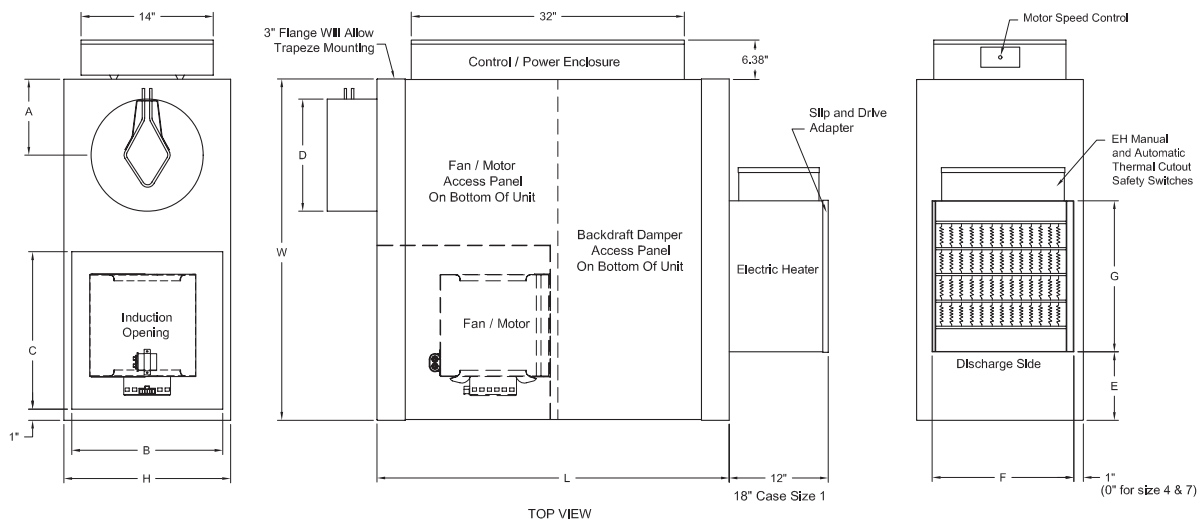 14"
A
Induction
Opening
C
1"
B
H
3" Flange Will Allow
Trapeze Mounting
32"
6.38"
Control / Power Enclosure
D
W
Fan / Motor
Access Panel
On Bottom Of Unit
Backdraft Damper
Access Panel
On Bottom Of Unit
Fan / Motor
Slip and Drive
Adapter
Electric Heater
L
12"
18" Case Size 1
TOP VIEW
Motor Speed Control
EH Manual
and Automatic
Thermal Cutout
Safety Switches
G
Discharge Side
E
F
1"
(0" for size 4 & 7)